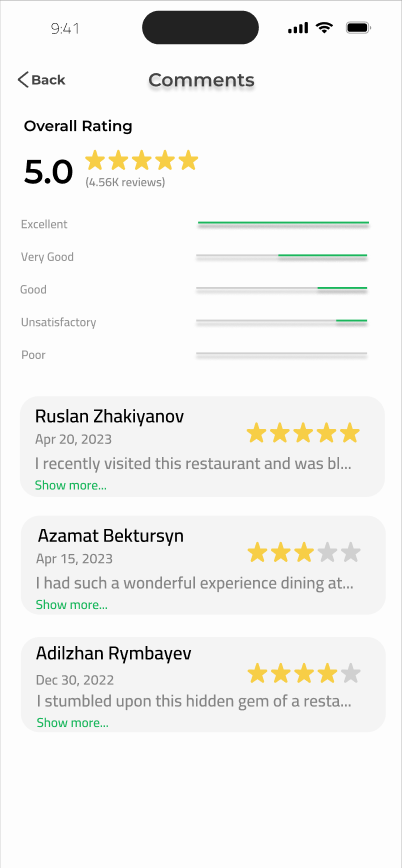 9:41
Back
Comments
Overall Rating
5.0
(4.56K reviews)
Excellent
Very Good
Good
Unsatisfactory
Poor
Ruslan Zhakiyanov
Apr 20, 2023
I recently visited this restaurant and was bl...
Show more...
Azamat Bektursyn
Apr 15, 2023
I had such a wonderful experience dining at...
Show more...
Adilzhan Rymbayev
Dec 30, 2022
I stumbled upon this hidden gem of a resta...
Show more...